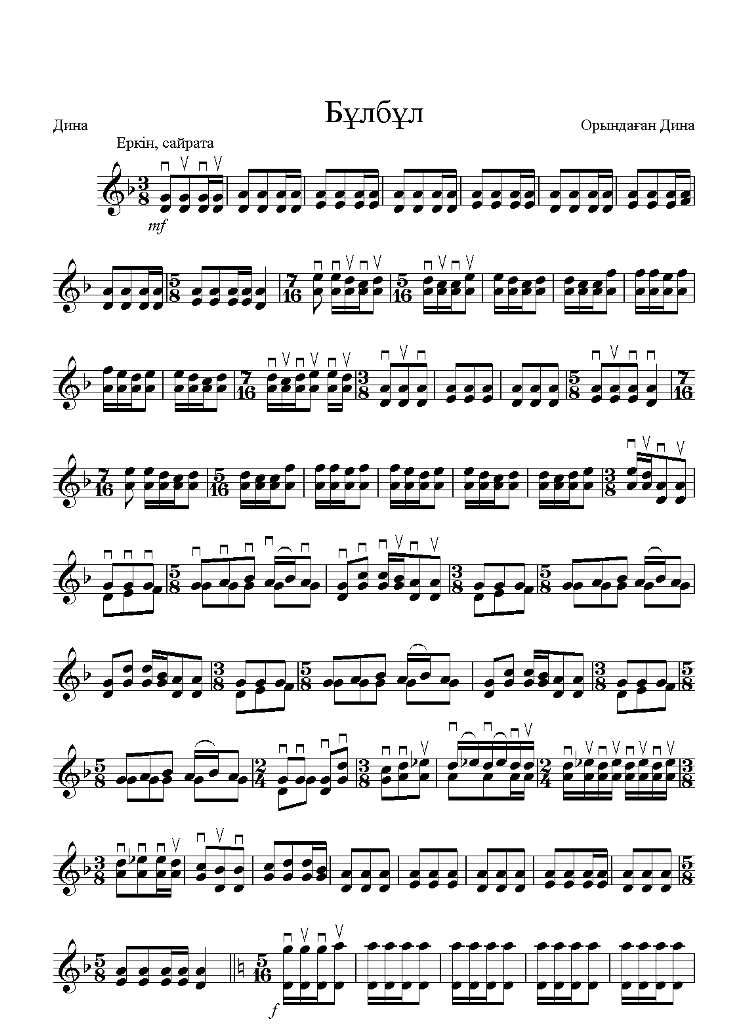 Бұлбұл
Дина
Орындаған Дина
Еркін, сайрата
mf
f